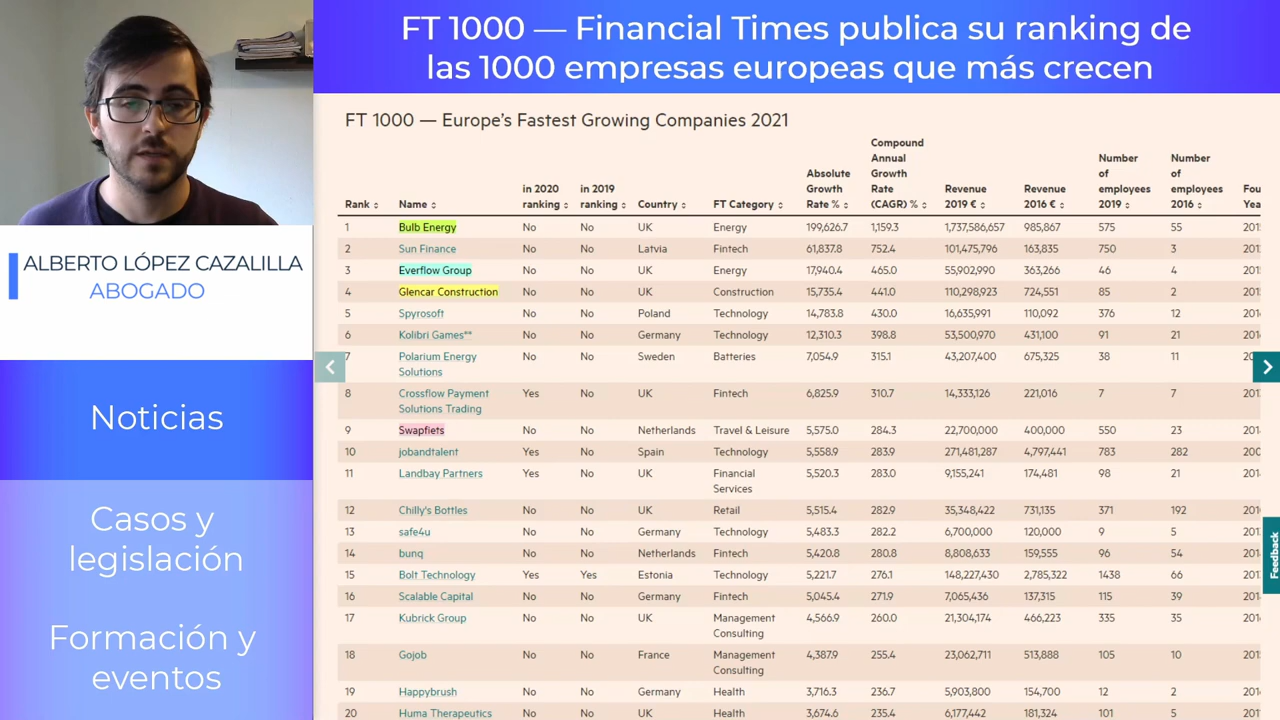 FT 1000 — Financial Times publica su ranking de
las 1000 empresas europeas que más crecen
ALBERTO LÓPEZ CAZALILLA
ABOGADO
Noticias
Casos y
legislación
Formación y
eventos
FT 1000 — Europe's Fastest Growing Companies 2021
Rank Name in 2020 ranking in 2019 ranking Country FT Category Absolute Growth Rate % Compound Annual Growth Rate (CAGR) % Revenue 2019 € Revenue 2016 € Number of employees 2019 Number of employees 2016 Fou Yea
1 Bulb Energy No No UK Energy 199,626.7 1,159.3 1,737,586,657 985,867 575 55 201
2 Sun Finance No No Latvia Fintech 61,837.8 752.4 101,475,796 163,835 750 3 201
3 Everflow Group No No UK Energy 17,940.4 465.0 55,902,990 363,266 46 4 201
4 Glencar Construction No No UK Construction 15,735.4 441.0 110,298,923 724,551 85 2 201
5 Spyrosoft No No Poland Technology 14,783.8 430.0 16,635,991 110,092 376 12 201
6 Kolibri Games** No No Germany Technology 12,310.3 398.8 53,500,970 431,100 91 21 201
7 Polarium Energy Solutions No No Sweden Batteries 7,054.9 315.1 43,207,400 675,325 38 11 20
8 Crossflow Payment Solutions Trading Yes No UK Fintech 6,825.9 310.7 14,333,126 221,016 7 7 201
9 Swapfiets No No Netherlands Travel & Leisure 5,575.0 284.3 22,700,000 400,000 550 23 201
10 jobandtalent Yes No Spain Technology 5,558.9 283.9 271,481,287 4,797,441 783 282 200
11 Landbay Partners Yes No UK Financial Services 5,520.3 283.0 9,155,241 174,481 98 21 201
12 Chilly's Bottles No No UK Retail 5,515.4 282.9 35,348,422 731,135 371 192 201
13 safe4u No No Germany Technology 5,483.3 282.2 6,700,000 120,000 9 5 201
14 bunq No No Netherlands Fintech 5,420.8 280.8 8,808,633 159,555 96 54 201
15 Bolt Technology Yes Yes Estonia Technology 5,221.7 276.1 148,227,430 2,785,322 1438 66 201
16 Scalable Capital No No Germany Fintech 5,045.4 271.9 7,065,436 137,315 115 39 201
17 Kubrick Group No No UK Management Consulting 4,566.9 260.0 21,304,174 466,223 335 35 201
18 Gojob No No France Management Consulting 4,387.9 255.4 23,062,711 513,888 105 10 201
19 Happybrush No No Germany Health 3,716.3 236.7 5,903,800 154,700 12 2 201
20 Huma Therapeutics No No UK Health 3,674.6 235.4 6,177,442 181,324 101 5 201
Feedback